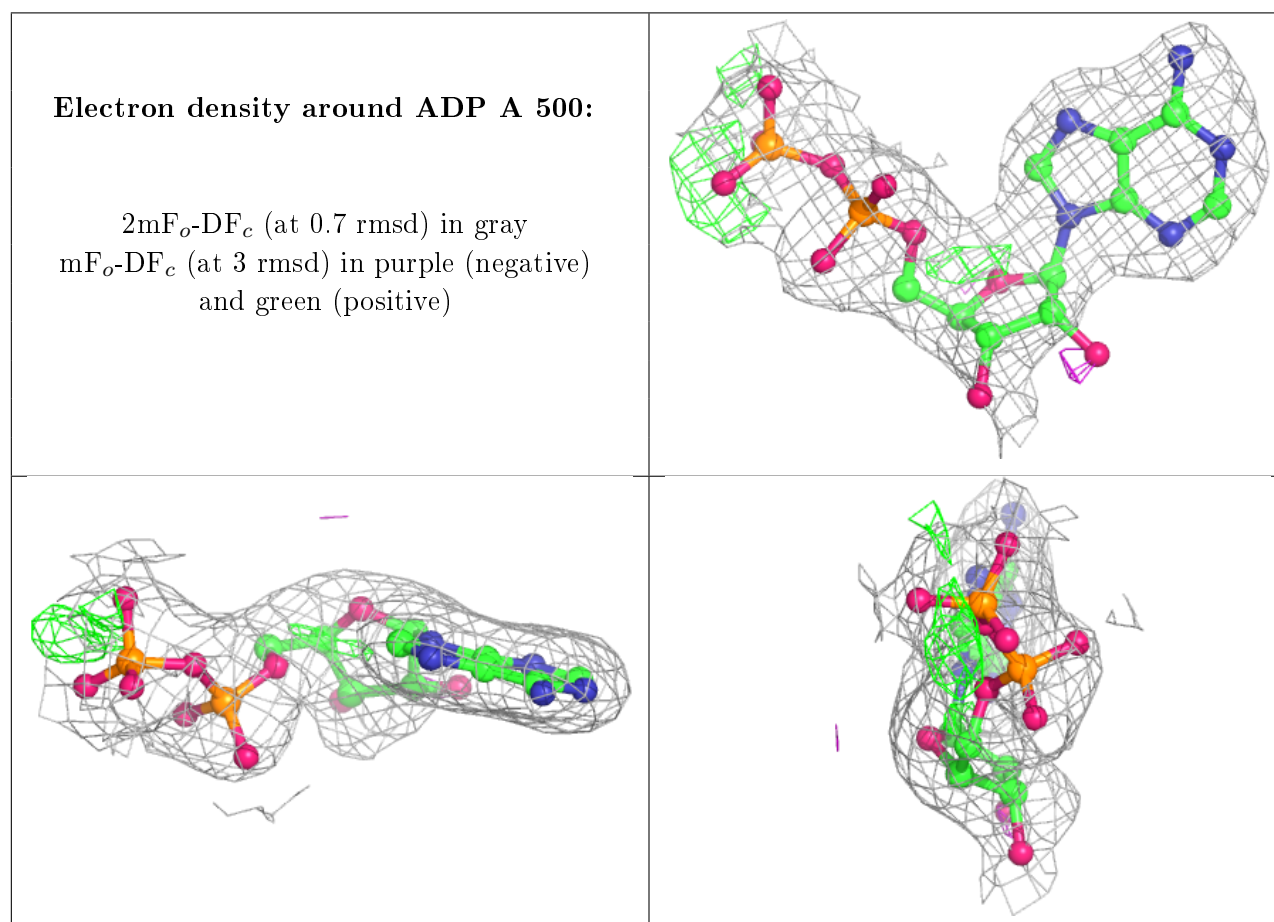 Electron density around ADP A 500:
2mFo-DFc (at 0.7 rmsd) in gray
mFo-DFc (at 3 rmsd) in purple (negative)
and green (positive)